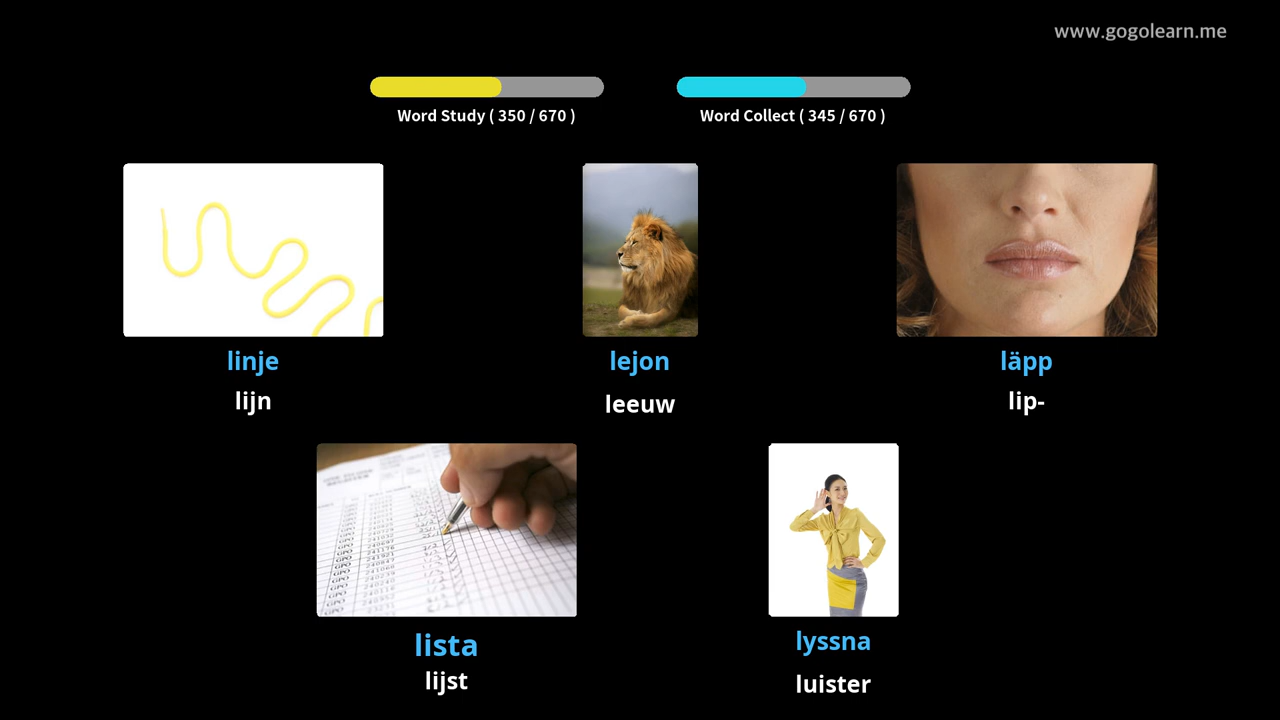 www.gogolearn.me
Word Study ( 350 / 670 )
Word Collect ( 345 / 670 )
linje
lijn
lejon
leeuw
läpp
lip-
lista
lijst
lyssna
luister